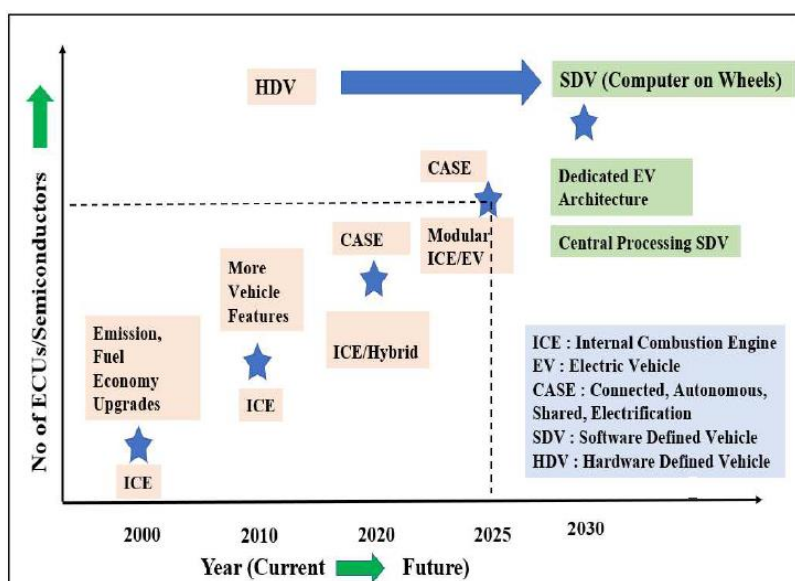 HDV
SDV (Computer on Wheels)
CASE
Dedicated EV
Architecture
CASE
Modular
ICE/EV
Central Processing SDV
More
Vehicle
Features
Emission,
Fuel
Economy
Upgrades
ICE/Hybrid
ICE
ICE
ICE : Internal Combustion Engine
EV : Electric Vehicle
CASE : Connected, Autonomous,
Shared, Electrification
SDV : Software Defined Vehicle
HDV : Hardware Defined Vehicle
No of ECUs/Semiconductors
2000
2010
2020
2025
2030
Year (Current
Future)